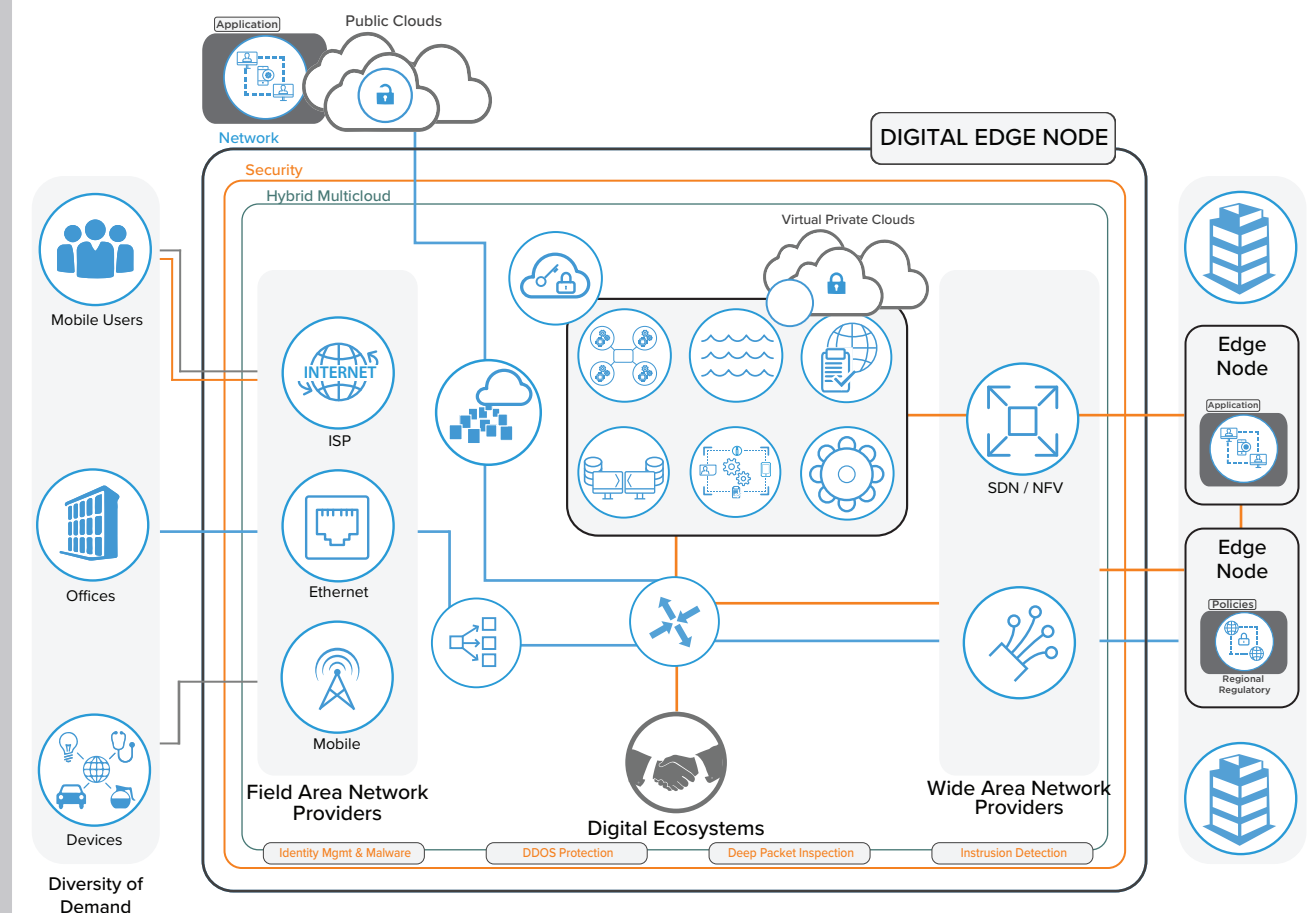 Application
Public Clouds
Network
DIGITAL EDGE NODE
Security
Hybrid Multicloud
Virtual Private Clouds
Mobile Users
INTERNET
ISP
Edge
Node
Application
SDN / NFV
Offices
Ethernet
Edge
Node
Policies
Regional
Regulatory
Mobile
Devices
Field Area Network
Providers
Digital Ecosystems
Wide Area Network
Providers
Identity Mgmt & Malware
DDOS Protection
Deep Packet Inspection
Instrusion Detection
Diversity of
Demand